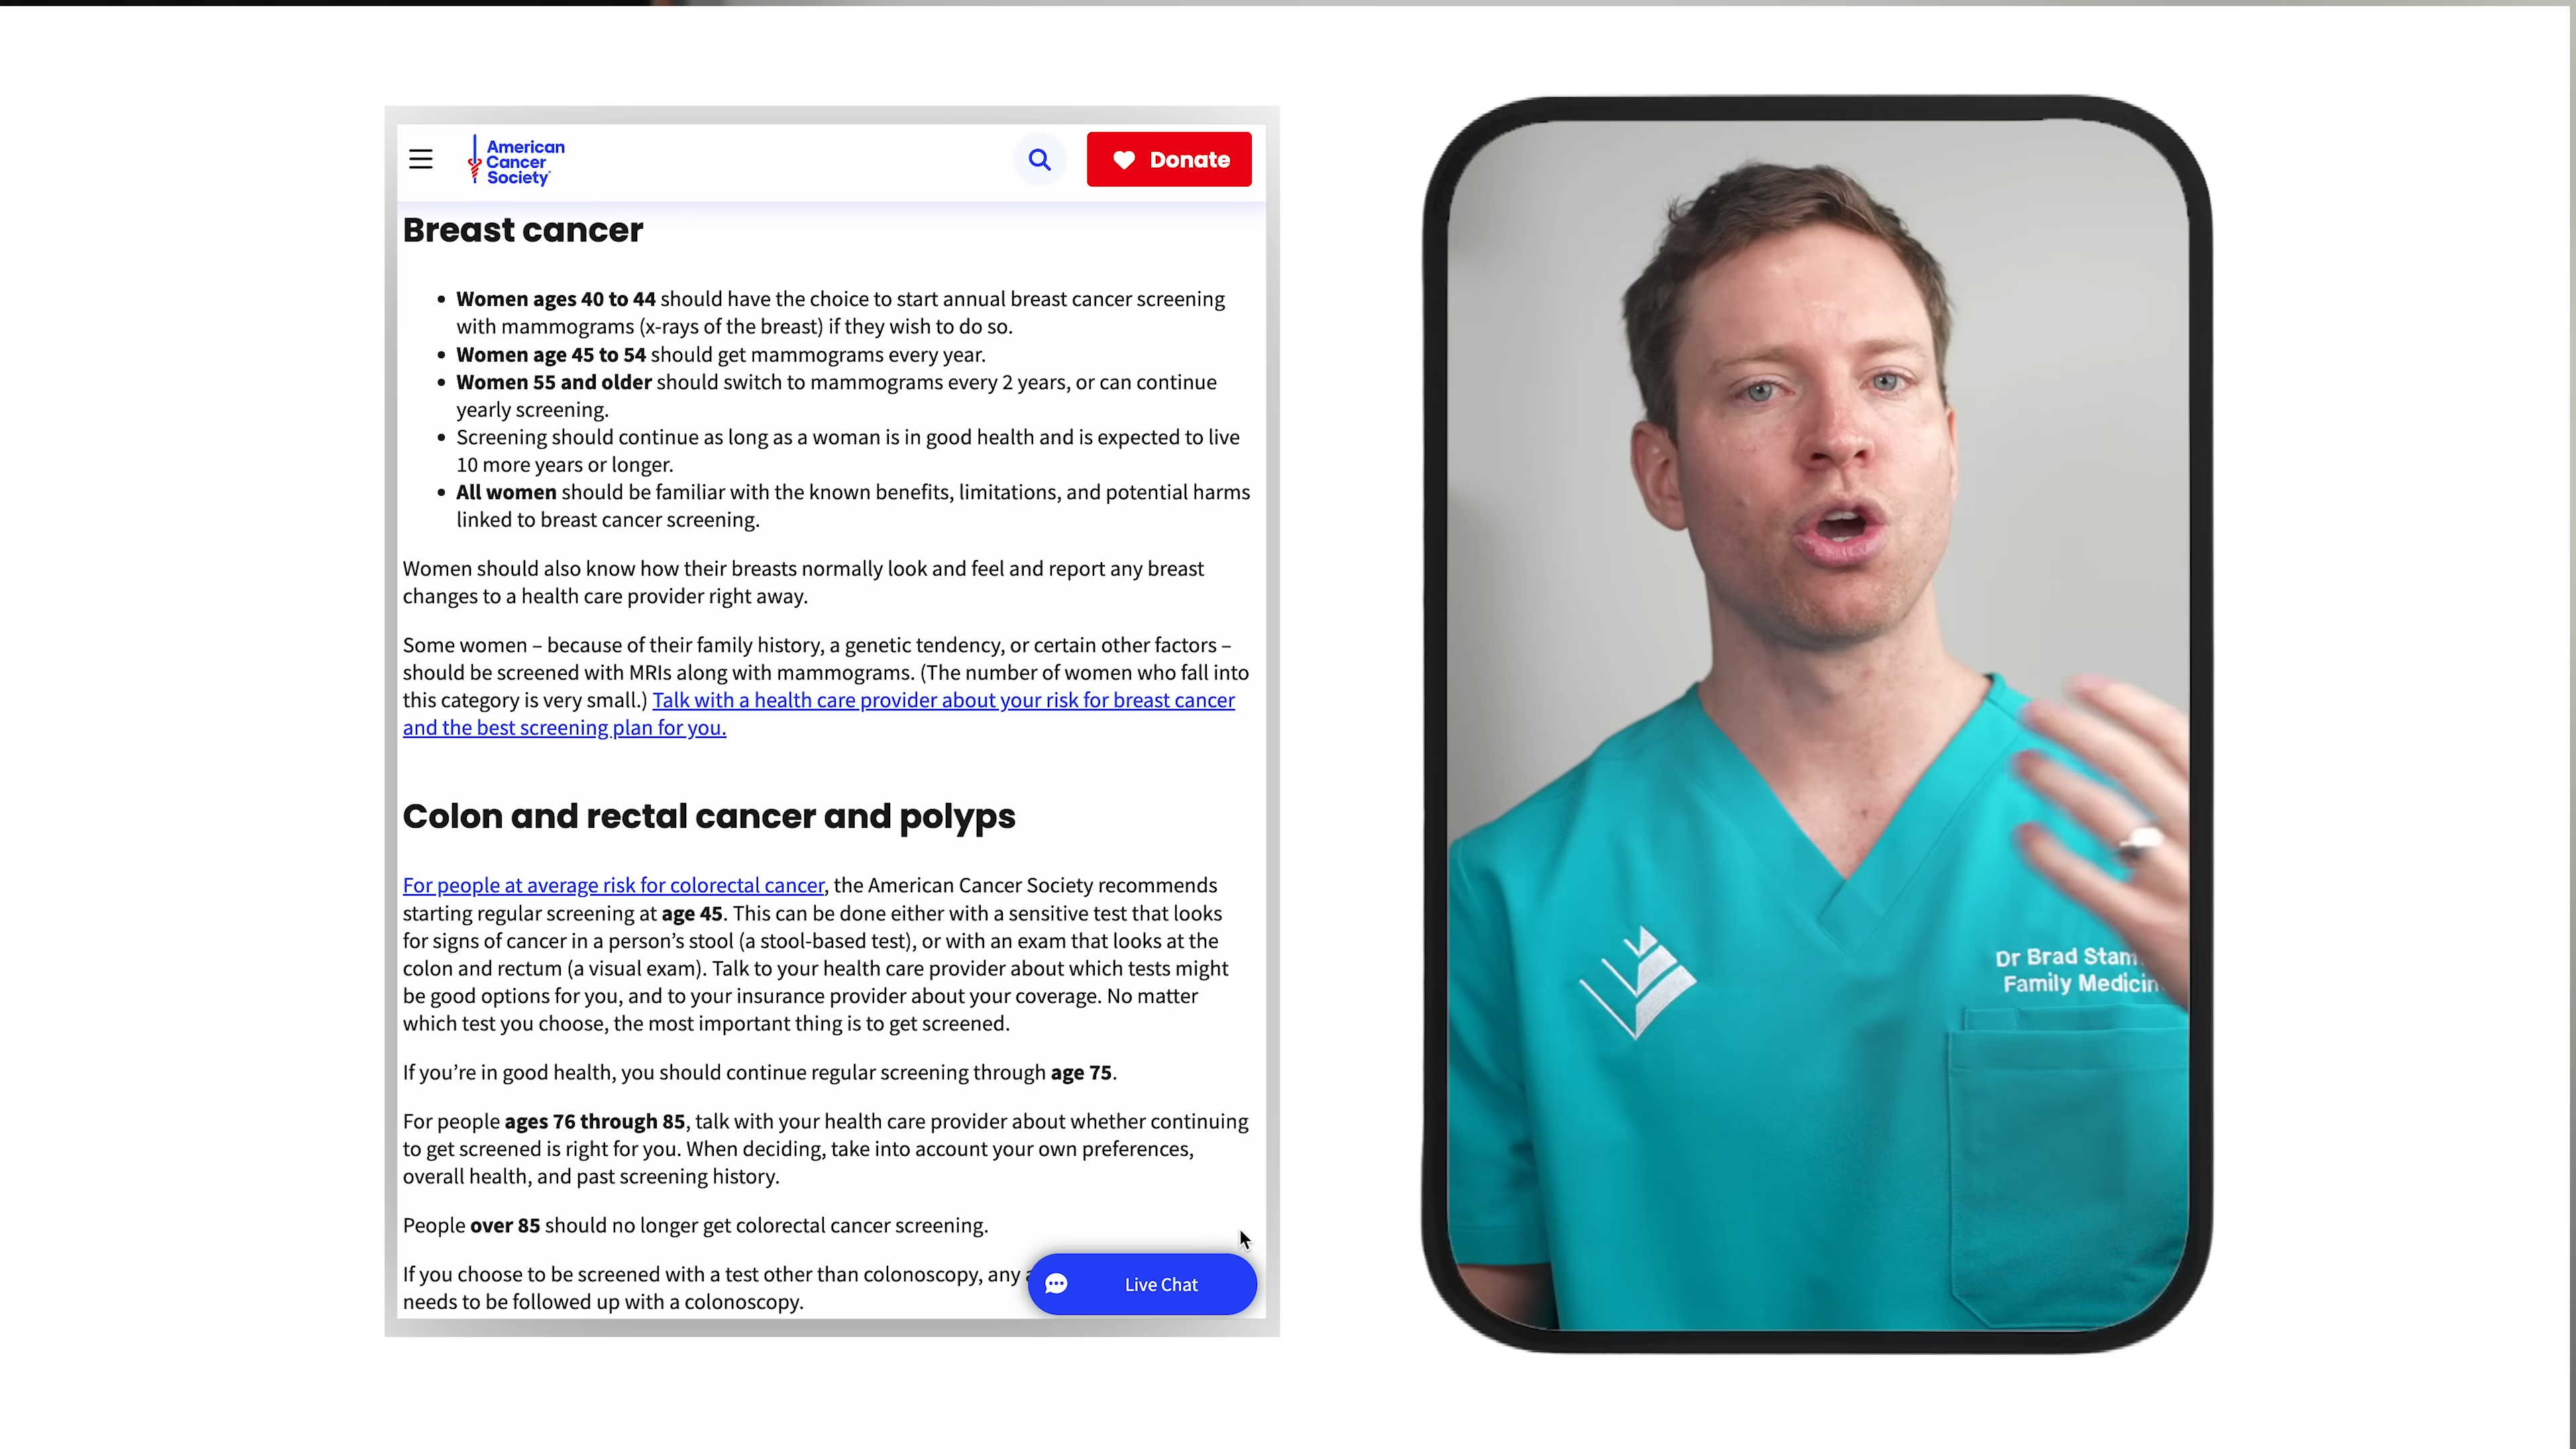 American
Cancer
Society
Donate
Breast cancer
• Women ages 40 to 44 should have the choice to start annual breast cancer screening
with mammograms (x-rays of the breast) if they wish to do so.
• Women age 45 to 54 should get mammograms every year.
• Women 55 and older should switch to mammograms every 2 years, or can continue
yearly screening.
• Screening should continue as long as a woman is in good health and is expected to live
10 more years or longer.
• All women should be familiar with the known benefits, limitations, and potential harms
linked to breast cancer screening.
Women should also know how their breasts normally look and feel and report any breast
changes to a health care provider right away.
Some women – because of their family history, a genetic tendency, or certain other factors –
should be screened with MRIs along with mammograms. (The number of women who fall into
this category is very small.) Talk with a health care provider about your risk for breast cancer
and the best screening plan for you.
Colon and rectal cancer and polyps
For people at average risk for colorectal cancer, the American Cancer Society recommends
starting regular screening at age 45. This can be done either with a sensitive test that looks
for signs of cancer in a person’s stool (a stool-based test), or with an exam that looks at the
colon and rectum (a visual exam). Talk to your health care provider about which tests might
be good options for you, and to your insurance provider about your coverage. No matter
which test you choose, the most important thing is to get screened.
If you’re in good health, you should continue regular screening through age 75.
For people ages 76 through 85, talk with your health care provider about whether continuing
to get screened is right for you. When deciding, take into account your own preferences,
overall health, and past screening history.
People over 85 should no longer get colorectal cancer screening.
If you choose to be screened with a test other than colonoscopy, any
needs to be followed up with a colonoscopy.
Live Chat
Dr Brad
Family